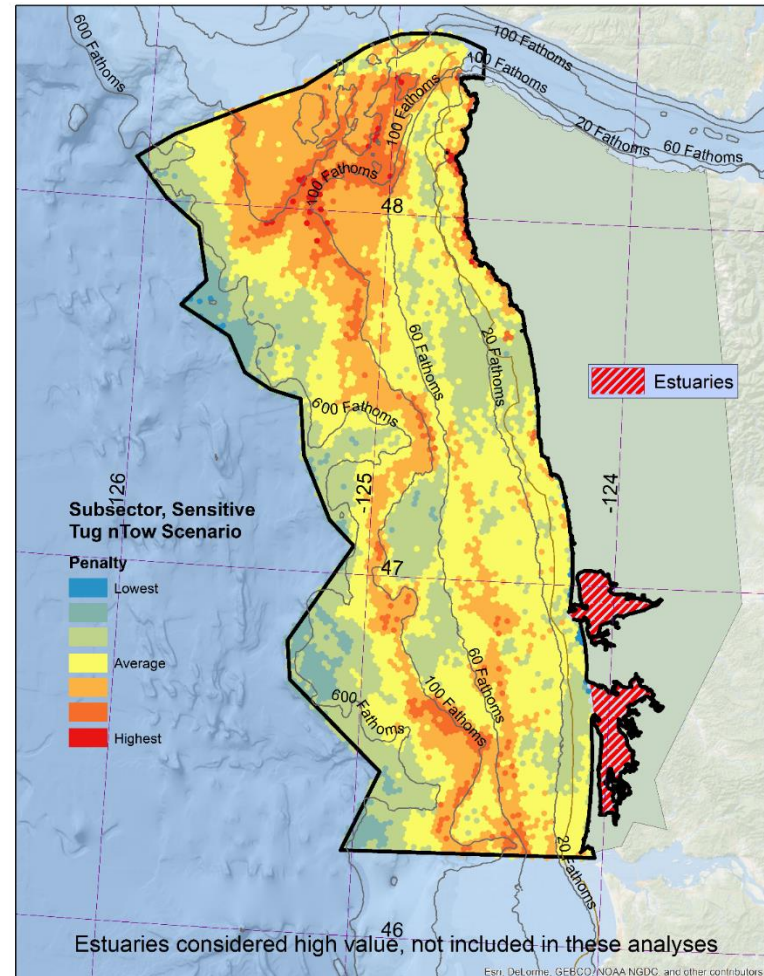 600 Fathoms
100 Fathoms
100 Fathoms
20 Fathoms
60 Fathoms
100 Fathoms
100 Fathoms
48
60 Fathoms
20 Fathoms
Estuaries
600 Fathoms
-126
-125
-124
Subsector, Sensitive
Tug nTow Scenario
Penalty
Lowest
Average
Highest
47
60 Fathoms
600 Fathoms
100 Fathoms
20 Fathoms
46
Estuaries considered high value, not included in these analyses
Esri, DeLorme, GEBCO, NOAA NGDC, and other contributors